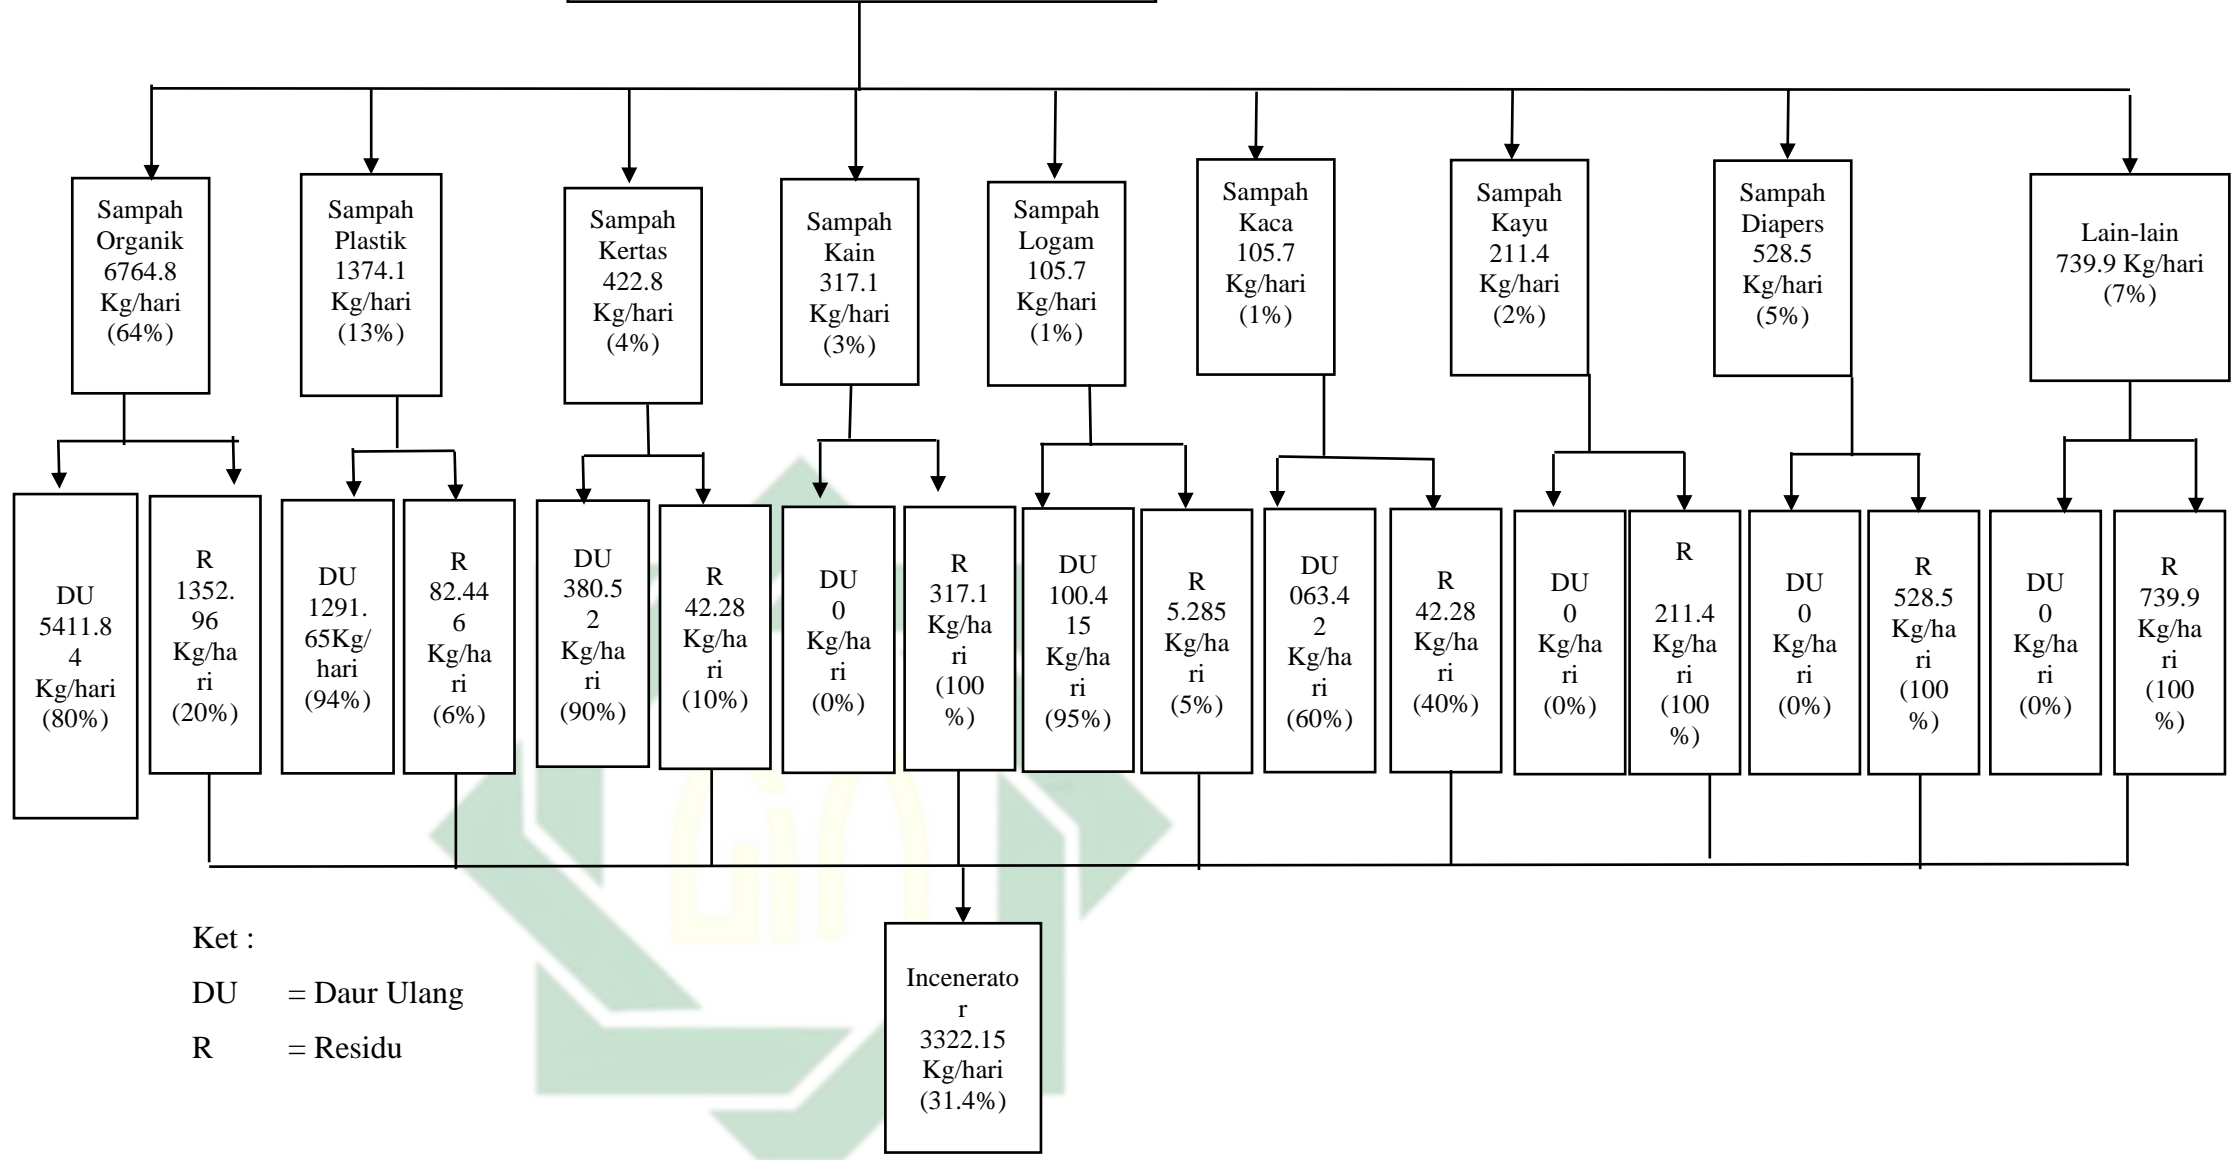 Sampah
Organik
6764.8
Kg/hari
(64%)
Sampah
Plastik
1374.1
Kg/hari
(13%)
Sampah
Kertas
422.8
Kg/hari
(4%)
Sampah
Kain
317.1
Kg/hari
(3%)
Sampah
Logam
105.7
Kg/hari
(1%)
Sampah
Kaca
105.7
Kg/hari
(1%)
Sampah
Kayu
211.4
Kg/hari
(2%)
Sampah
Diapers
528.5
Kg/hari
(5%)
Lain-lain
739.9 Kg/hari
(7%)
DU
5411.8
4
Kg/hari
(80%)
R
1352.
96
Kg/ha
ri
(20%)
DU
1291.
65Kg/
hari
(94%)
R
82.44
6
Kg/ha
ri
(6%)
DU
380.5
2
Kg/ha
ri
(90%)
R
42.28
Kg/ha
ri
(10%)
DU
0
Kg/ha
ri
(0%)
R
317.1
Kg/ha
ri
(100
%)
DU
100.4
15
Kg/ha
ri
(95%)
R
5.285
Kg/ha
ri
(5%)
DU
063.4
2
Kg/ha
ri
(60%)
R
42.28
Kg/ha
ri
(40%)
DU
0
Kg/ha
ri
(0%)
R
211.4
Kg/ha
ri
(100
%)
DU
0
Kg/ha
ri
(0%)
R
528.5
Kg/ha
ri
(100
%)
DU
0
Kg/ha
ri
(0%)
R
739.9
Kg/ha
ri
(100
%)
Incenerato
r
3322.15
Kg/hari
(31.4%)
Ket :
DU = Daur Ulang
R = Residu